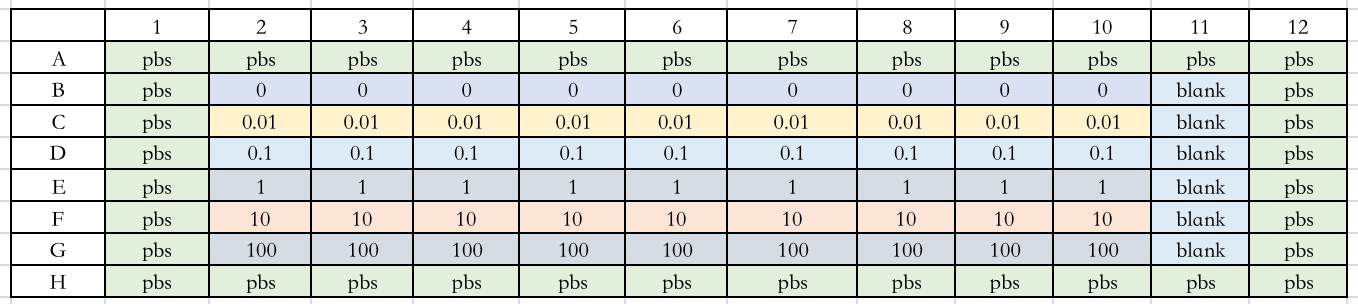 1 2 3 4 5 6 7 8 9 10 11 12
A pbs pbs pbs pbs pbs pbs pbs pbs pbs pbs pbs pbs
B pbs 0 0 0 0 0 0 0 0 0 blank pbs
C pbs 0.01 0.01 0.01 0.01 0.01 0.01 0.01 0.01 0.01 blank pbs
D pbs 0.1 0.1 0.1 0.1 0.1 0.1 0.1 0.1 0.1 blank pbs
E pbs 1 1 1 1 1 1 1 1 1 blank pbs
F pbs 10 10 10 10 10 10 10 10 10 blank pbs
G pbs 100 100 100 100 100 100 100 100 100 blank pbs
H pbs pbs pbs pbs pbs pbs pbs pbs pbs pbs pbs pbs